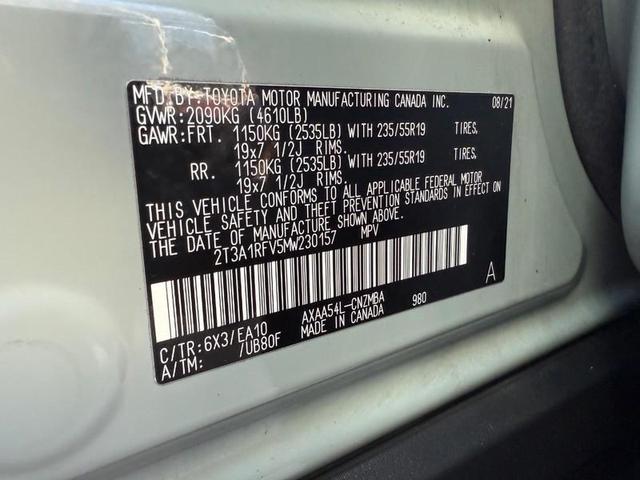 MFD.BY:TOYOTA MOTOR MANUFACTURING CANADA INC. 08/21
GVWR:2090KG (4610LB)
GAWR:FRT. 1150KG (2535LB) WITH 235/55R19 TIRES.
19x7 1/2J RIMS.
RR. 1150KG (2535LB) WITH 235/55R19 TIRES.
19x7 1/2J RIMS.
THIS VEHICLE CONFORMS TO ALL APPLICABLE FEDERAL MOTOR
VEHICLE SAFETY AND THEFT PREVENTION STANDARDS IN EFFECT ON
THE DATE OF MANUFACTURE SHOWN ABOVE.
2T3A1RFV5MW230157 MPV
A
C/TR:6X3/EA10 AXAA54L-CNZMBA 980
A/TM: /UB80F MADE IN CANADA